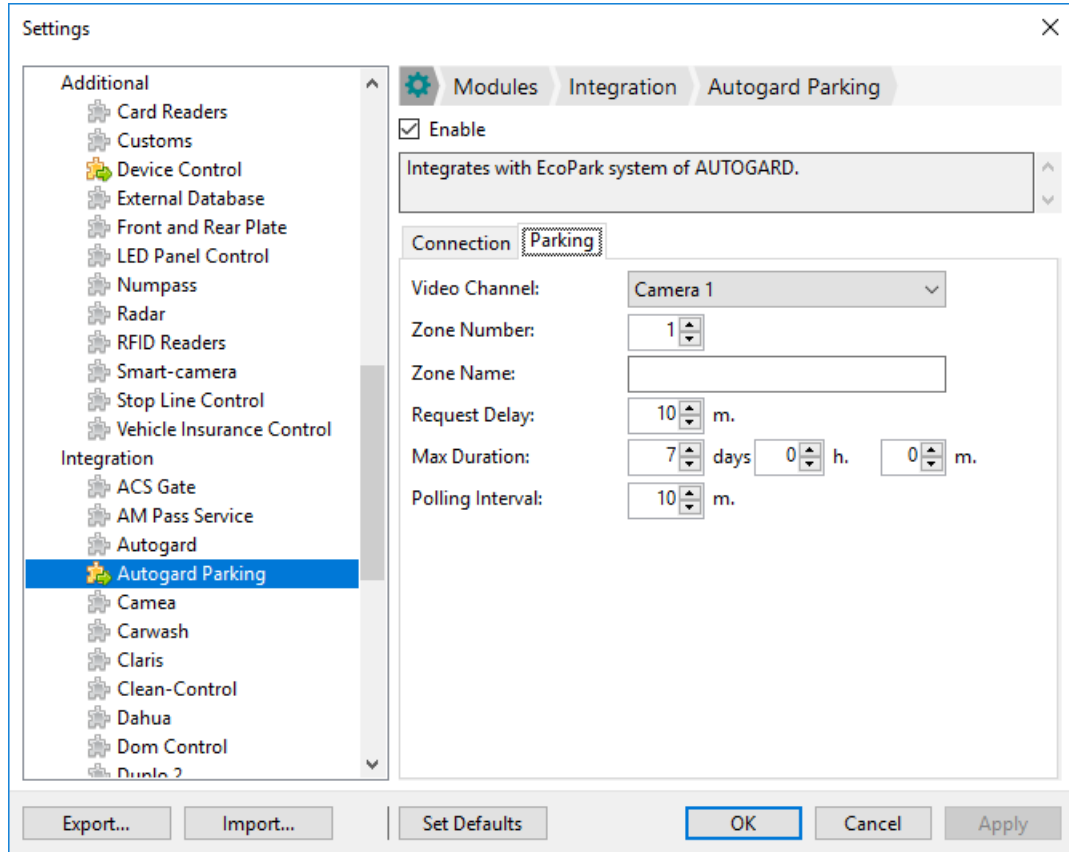 Settings
Additional
Card Readers
Customs
Device Control
External Database
Front and Rear Plate
LED Panel Control
Numpass
Radar
RFID Readers
Smart-camera
Stop Line Control
Vehicle Insurance Control
Integration
ACS Gate
AM Pass Service
Autogard
Autogard Parking
Camea
Carwash
Claris
Clean-Control
Dahua
Dom Control
Duplo 2
Modules Integration Autogard Parking
Enable
Integrates with EcoPark system of AUTOGARD.
Connection Parking
Video Channel: Camera 1
Zone Number: 1
Zone Name:
Request Delay: 10 m.
Max Duration: 7 days 0 h. 0 m.
Polling Interval: 10 m.
Export... Import... Set Defaults OK Cancel Apply